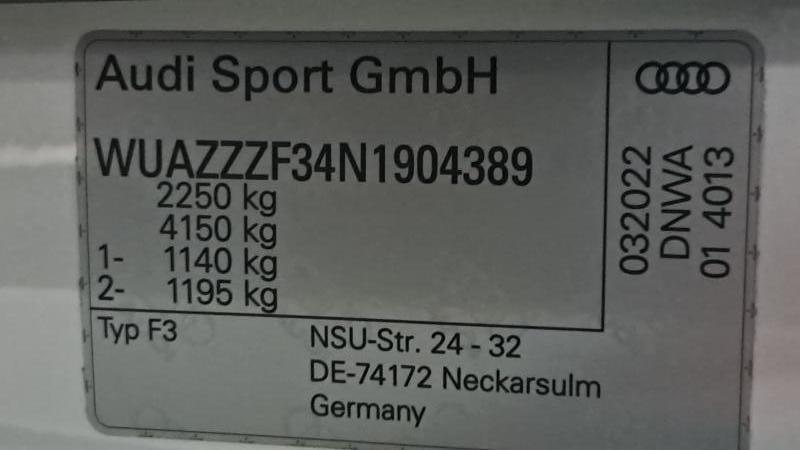 Audi Sport GmbH
WUAZZZF34N1904389
2250 kg
4150 kg
1- 1140 kg
2- 1195 kg
Typ F3
NSU-Str. 24 - 32
DE-74172 Neckarsulm
Germany
032022
DNWA
01 4013